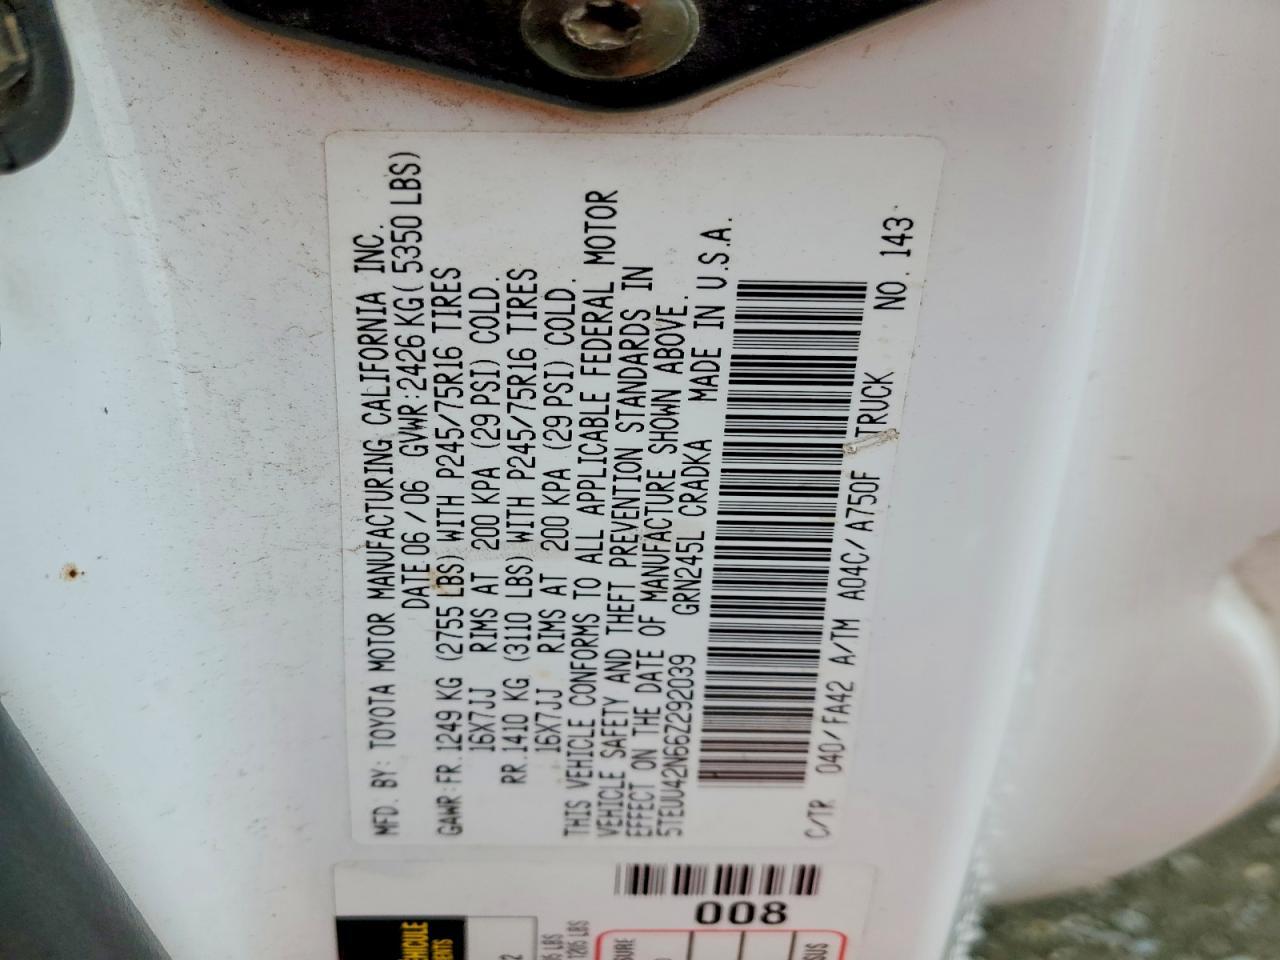 MFD. BY: TOYOTA MOTOR MANUFACTURING CALIFORNIA INC.
DATE 06 / 06 GVWR: 2426 KG( 5350 LBS)
GAWR: FR. 1249 KG (2755 LBS) WITH P245/75R16 TIRES
16X7JJ RIMS AT 200 KPA (29 PSI) COLD.
RR. 1410 KG (3110 LBS) WITH P245/75R16 TIRES
16X7JJ RIMS AT 200 KPA (29 PSI) COLD.
THIS VEHICLE CONFORMS TO ALL APPLICABLE FEDERAL MOTOR
VEHICLE SAFETY AND THEFT PREVENTION STANDARDS IN
EFFECT ON THE DATE OF MANUFACTURE SHOWN ABOVE.
5TEUU42N66Z292039 GRN245L CRADKA MADE IN U.S.A.
C/TR 040/FA42 A/TM A04C/A750F TRUCK NO. 143
008
1205 LBS